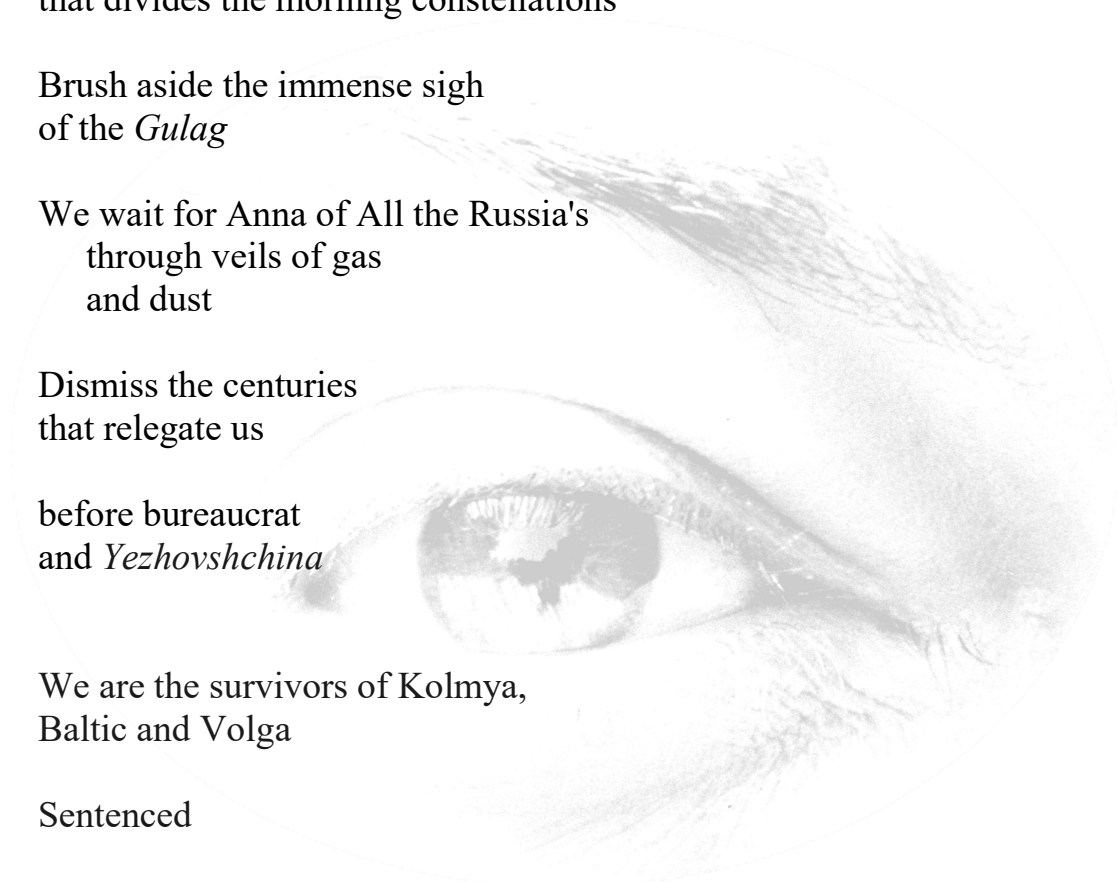 that divides the morning constellations
Brush aside the immense sigh
of the Gulag
We wait for Anna of All the Russia's
through veils of gas
and dust
Dismiss the centuries
that relegate us
before bureaucrat
and Yezhovshchina
We are the survivors of Kolmya,
Baltic and Volga
Sentenced